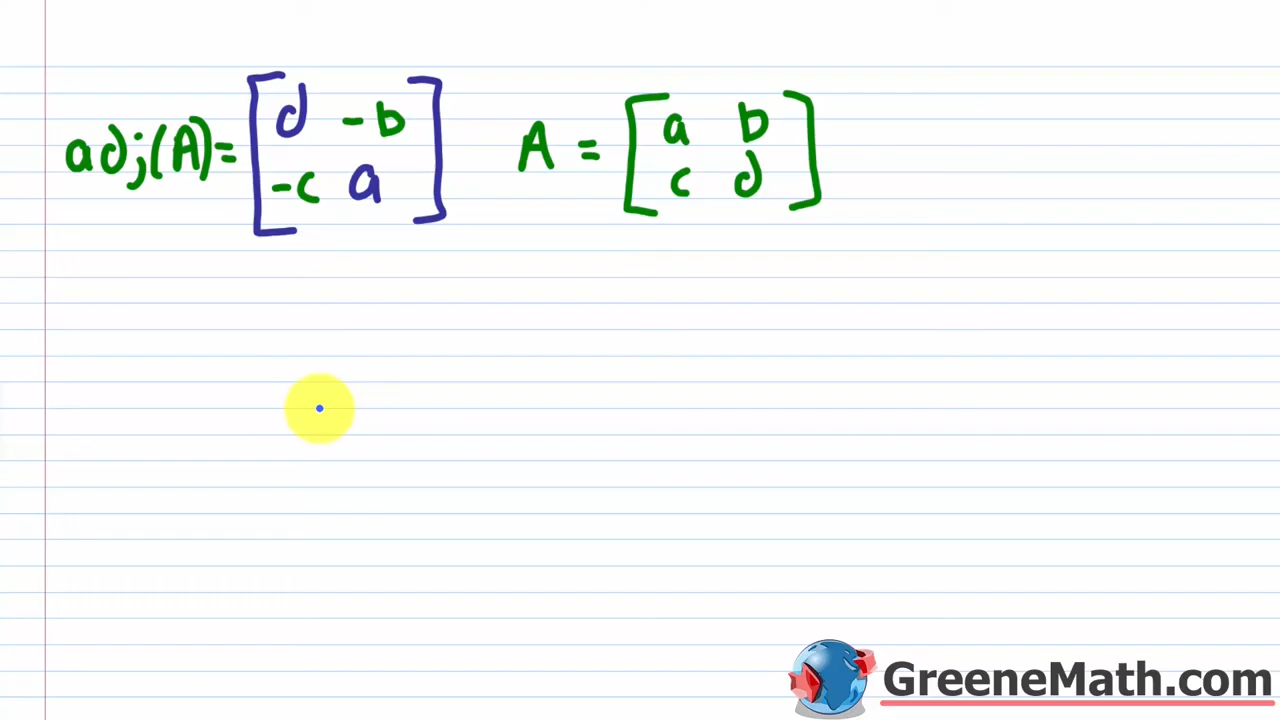 adj(A)= [ d -b   A = [ a b ]
-c a ]   c d
GreeneMath.com